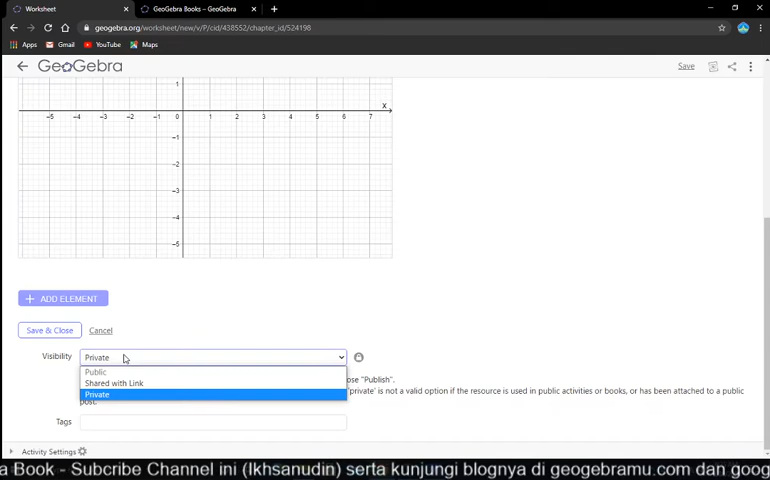 Worksheet
GeoGebra Books – GeoGebra
geogebra.org/worksheet/new/v/P/cid/438552/chapter_id/524198
Apps
Gmail
YouTube
Maps
GeoGebra
Save
1
x
-5 -4 -3 -2 -1 0 1 2 3 4 5 6 7
-1
-2
-3
-4
-5
+ ADD ELEMENT
Save & Close
Cancel
Visibility
Private
Public
Shared with Link
Private
ose "Publish".
'private' is not a valid option if the resource is used in public activities or books, or has been attached to a public
post.
Tags
Activity Settings
a Book - Subcribe Channel ini (Ikhsanudin) serta kunjungi blognya di geogebramu.com dan goog